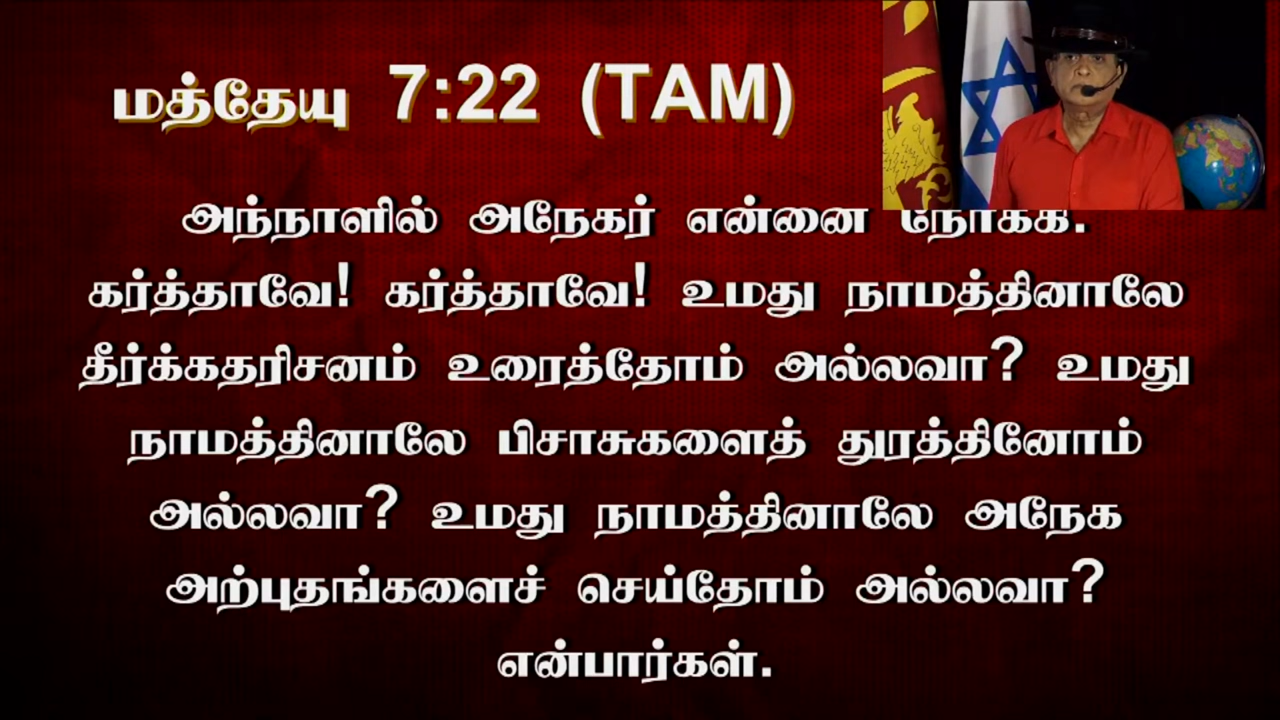 மத்தேயு 7:22 (TAM)
அந்நாளில் அநேகர் என்னை
கர்த்தாவே! கர்த்தாவே! உமது நாமத்தினாலே
தீர்க்கதரிசனம் உரைத்தோம் அல்லவா? உமது
நாமத்தினாலே பிசாசுகளைத் துரத்தினோம்
அல்லவா? உமது நாமத்தினாலே அநேக
அற்புதங்களைச் செய்தோம் அல்லவா?
என்பார்கள்.